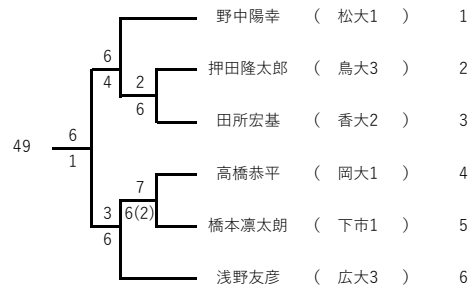 野中陽幸 ( 松大1 ) 1
6
4
押田隆太郎 ( 鳥大3 ) 2
2
6
田所宏基 ( 香大2 ) 3
49
6
1
高橋恭平 ( 岡大1 ) 4
7
6(2)
橋本凛太朗 ( 下市1 ) 5
3
6
浅野友彦 ( 広大3 ) 6